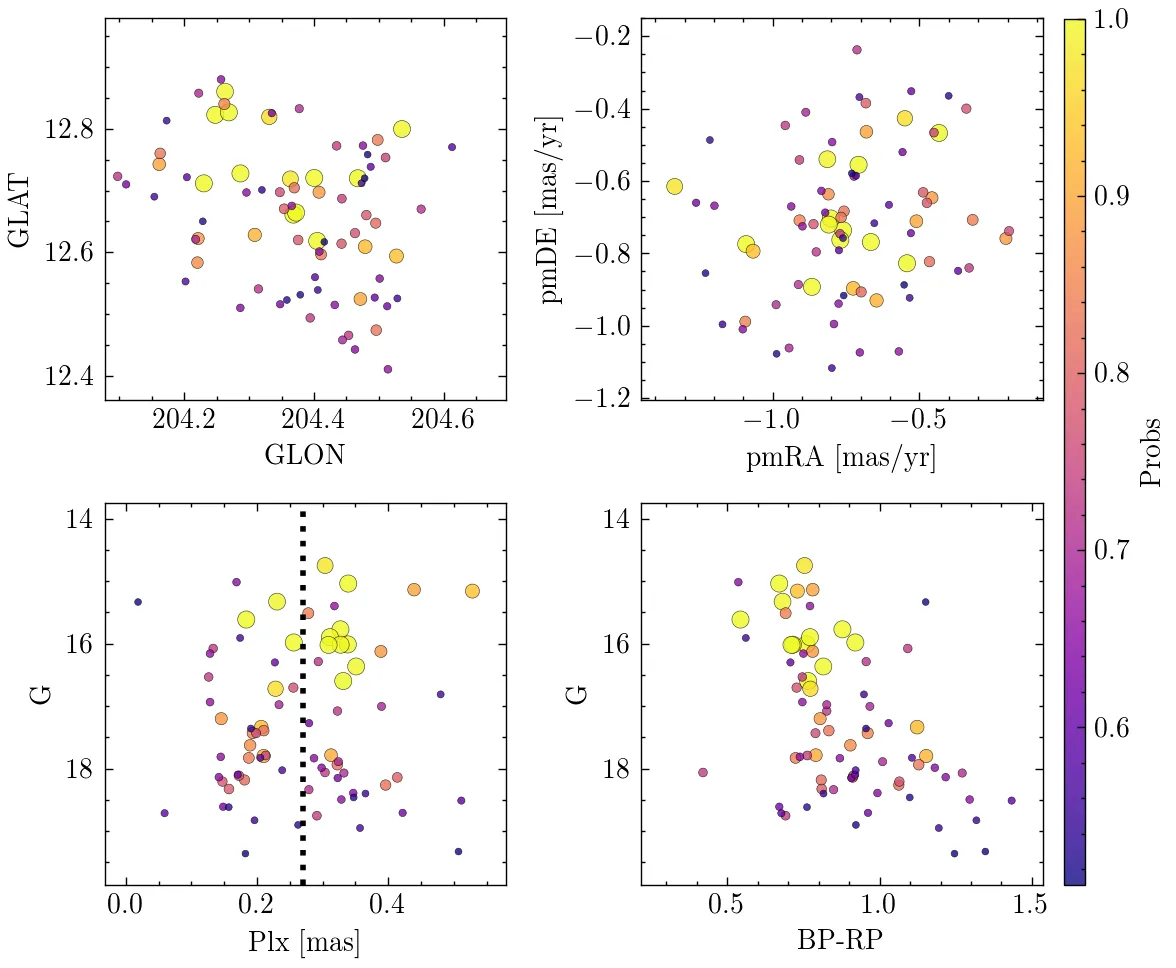 12.8
12.6
12.4
GLAT
204.2 204.4 204.6
GLON
−0.2
−0.4
−0.6
−0.8
−1.0
−1.2
pmDE [mas/yr]
−1.0 −0.5
pmRA [mas/yr]
14
16
18
G
0.0 0.2 0.4
Plx [mas]
14
16
18
G
0.5 1.0 1.5
BP-RP
1.0
0.9
0.8
0.7
0.6
Probs